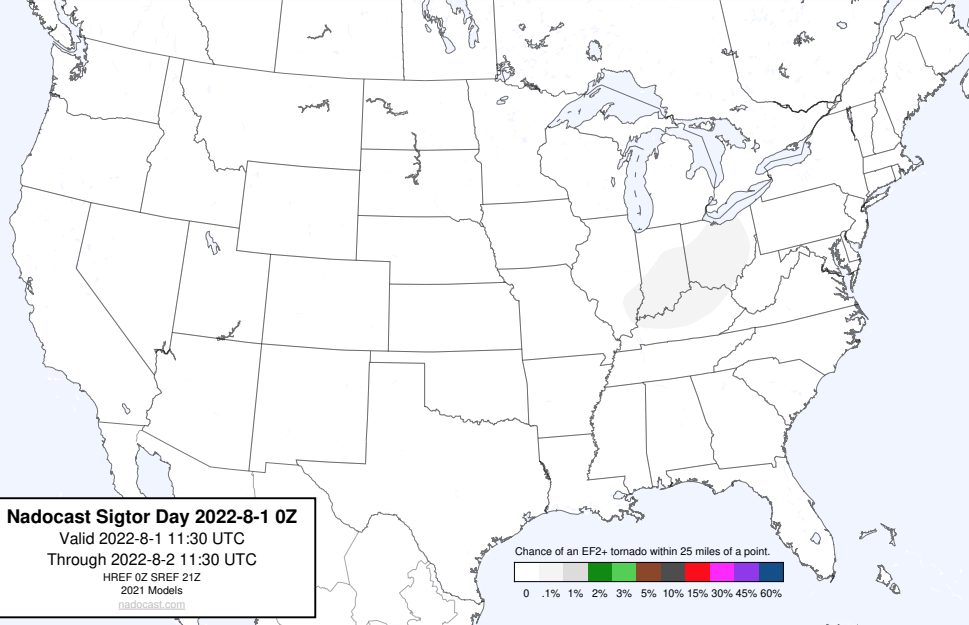 Nadocast Sigtor Day 2022-8-1 0Z
Valid 2022-8-1 11:30 UTC
Through 2022-8-2 11:30 UTC
HREF 0Z SREF 21Z
2021 Models
nadocast.com
Chance of an EF2+ tornado within 25 miles of a point.
0 .1% 1% 2% 3% 5% 10% 15% 30% 45% 60%